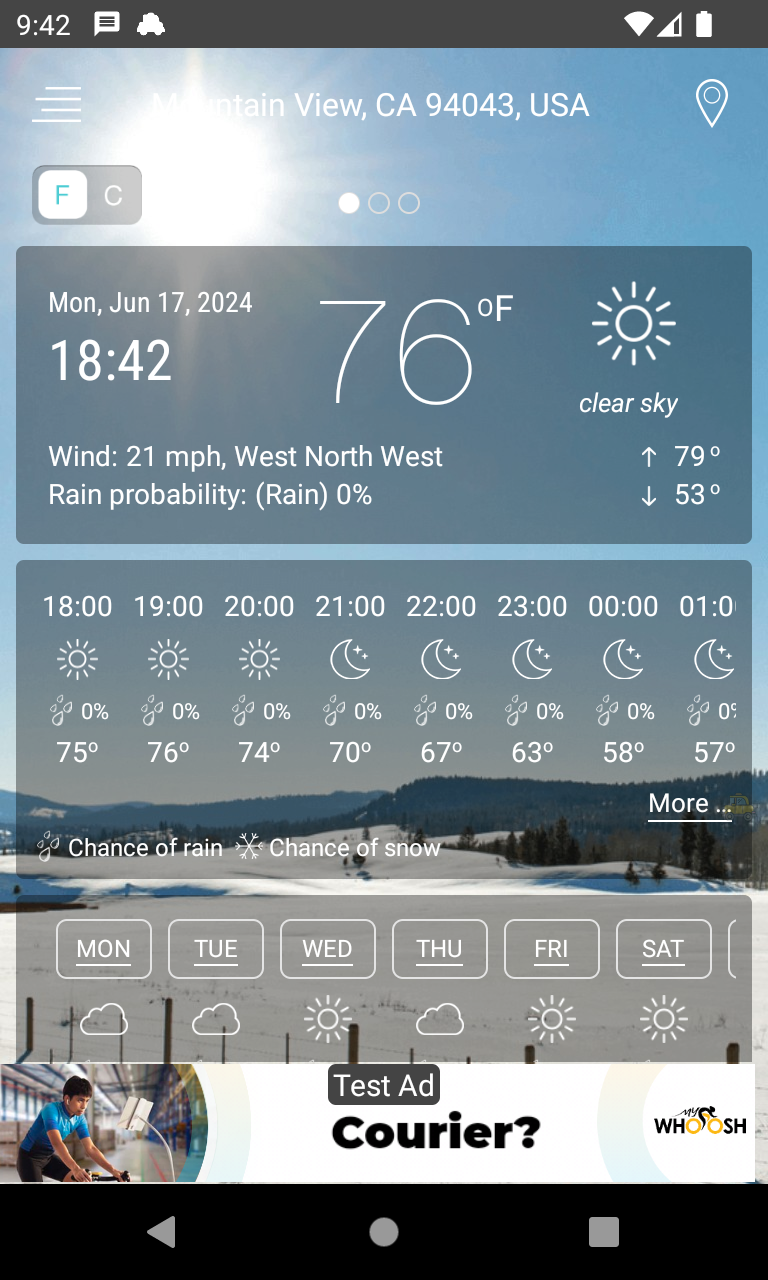 9:42
Mountain View, CA 94043, USA
F C
Mon, Jun 17, 2024
18:42
76°F
clear sky
Wind: 21 mph, West North West
↑ 79°
Rain probability: (Rain) 0%
↓ 53°
18:00 19:00 20:00 21:00 22:00 23:00 00:00 01:0
0% 0% 0% 0% 0% 0% 0% 0%
75° 76° 74° 70° 67° 63° 58° 57°
More ...
Chance of rain Chance of snow
MON TUE WED THU FRI SAT
Test Ad
Courier?
MY
WHOOSH